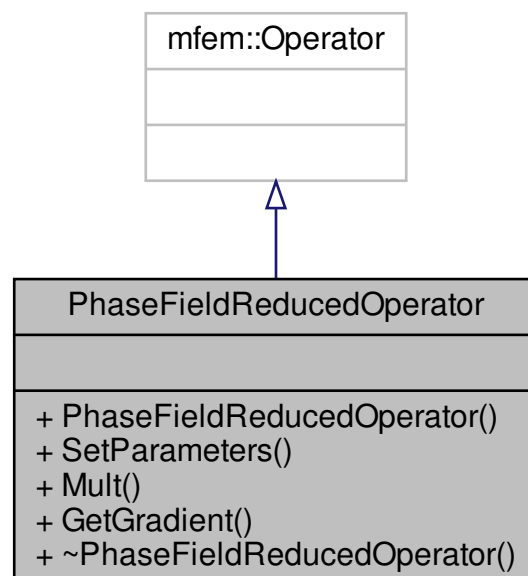 mfem::Operator
PhaseFieldReducedOperator
+ PhaseFieldReducedOperator()
+ SetParameters()
+ Mult()
+ GetGradient()
+ ~PhaseFieldReducedOperator()